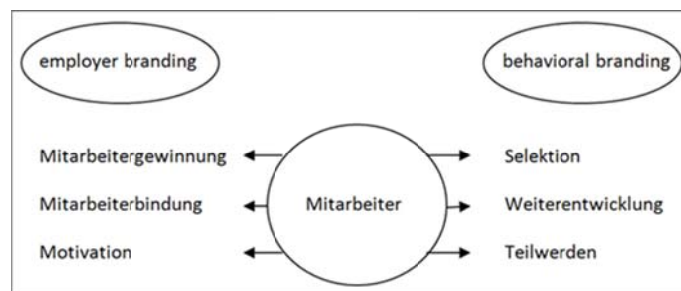 employer branding
behavioral branding
Mitarbeitergewinnung
Selektion
Mitarbeiterbindung
Mitarbeiter
Weiterentwicklung
Motivation
Teilwerden